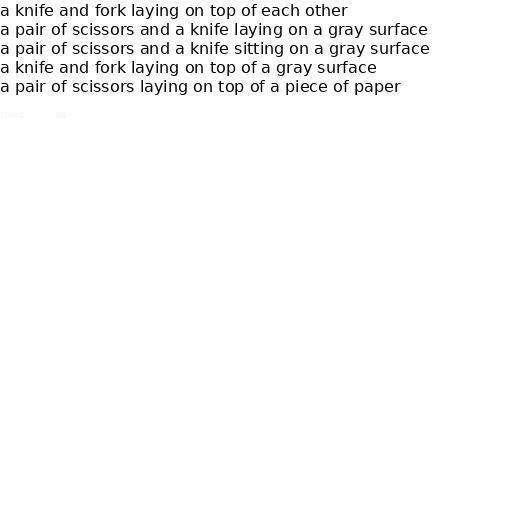 a knife and fork laying on top of each other
a pair of scissors and a knife laying on a gray surface
a pair of scissors and a knife sitting on a gray surface
a knife and fork laying on top of a gray surface
a pair of scissors laying on top of a piece of paper